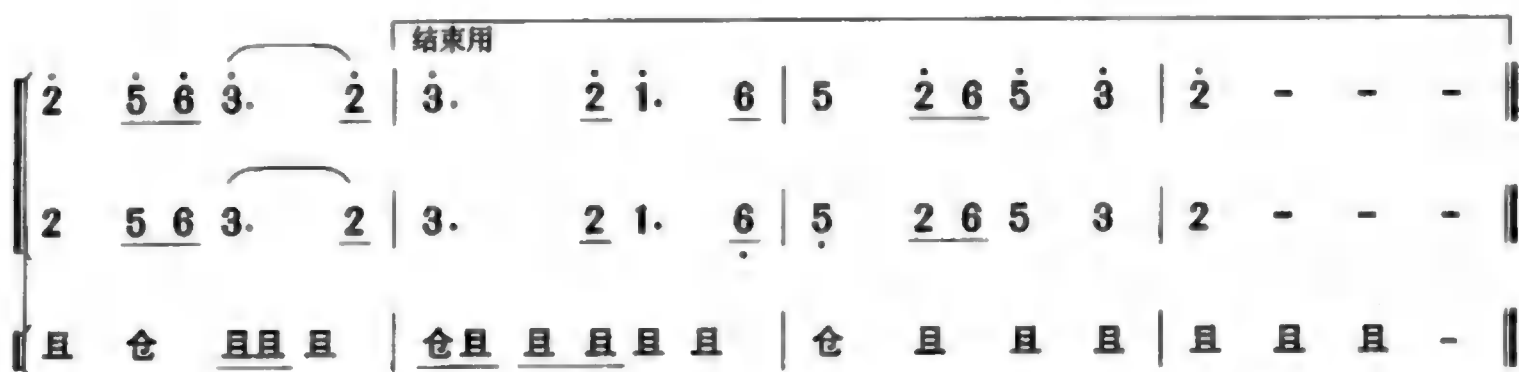 结束用
2̇ 5̇ 6̇ 3̇. 2̇ | 3̇. 2̇ 1̇. 6 | 5 2̇ 6 5̇ 3̇ | 2̇ - - -
2 5 6 3. 2 | 3. 2 1. 6̣ | 5̣ 2 6 5 3 | 2 - - -
且 仓 且且 且 | 仓且 且 且 且 且 | 仓 且 且 且 | 且 且 且 -